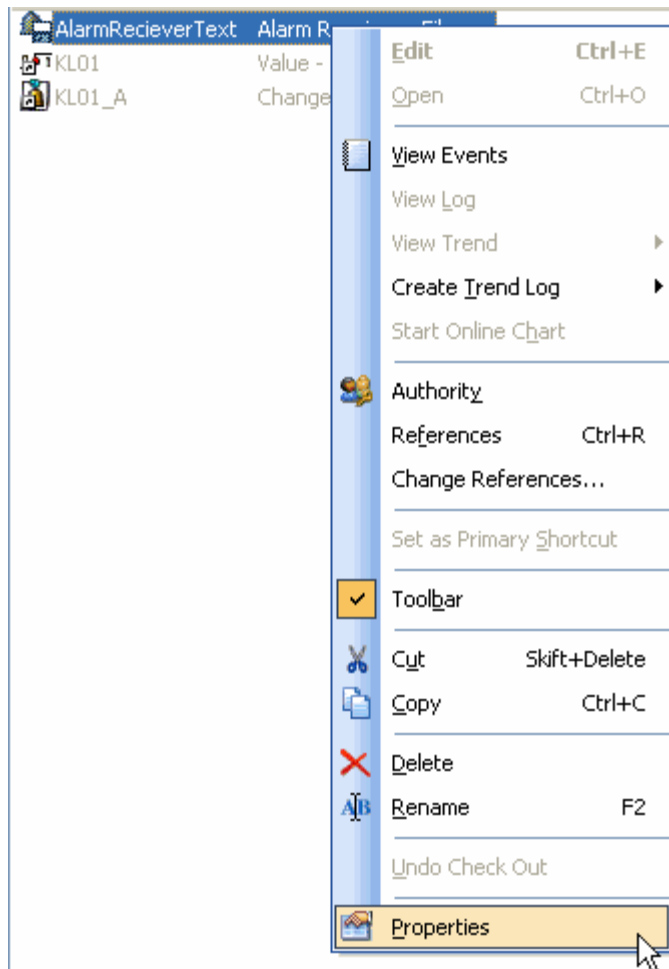 AlarmRecieverText Alarm R
KL01 Value -
KL01_A Change
Edit Ctrl+E
Open Ctrl+O
View Events
View Log
View Trend
Create Trend Log
Start Online Chart
Authority
References Ctrl+R
Change References...
Set as Primary Shortcut
Toolbar
Cut Skift+Delete
Copy Ctrl+C
Delete
Rename F2
Undo Check Out
Properties